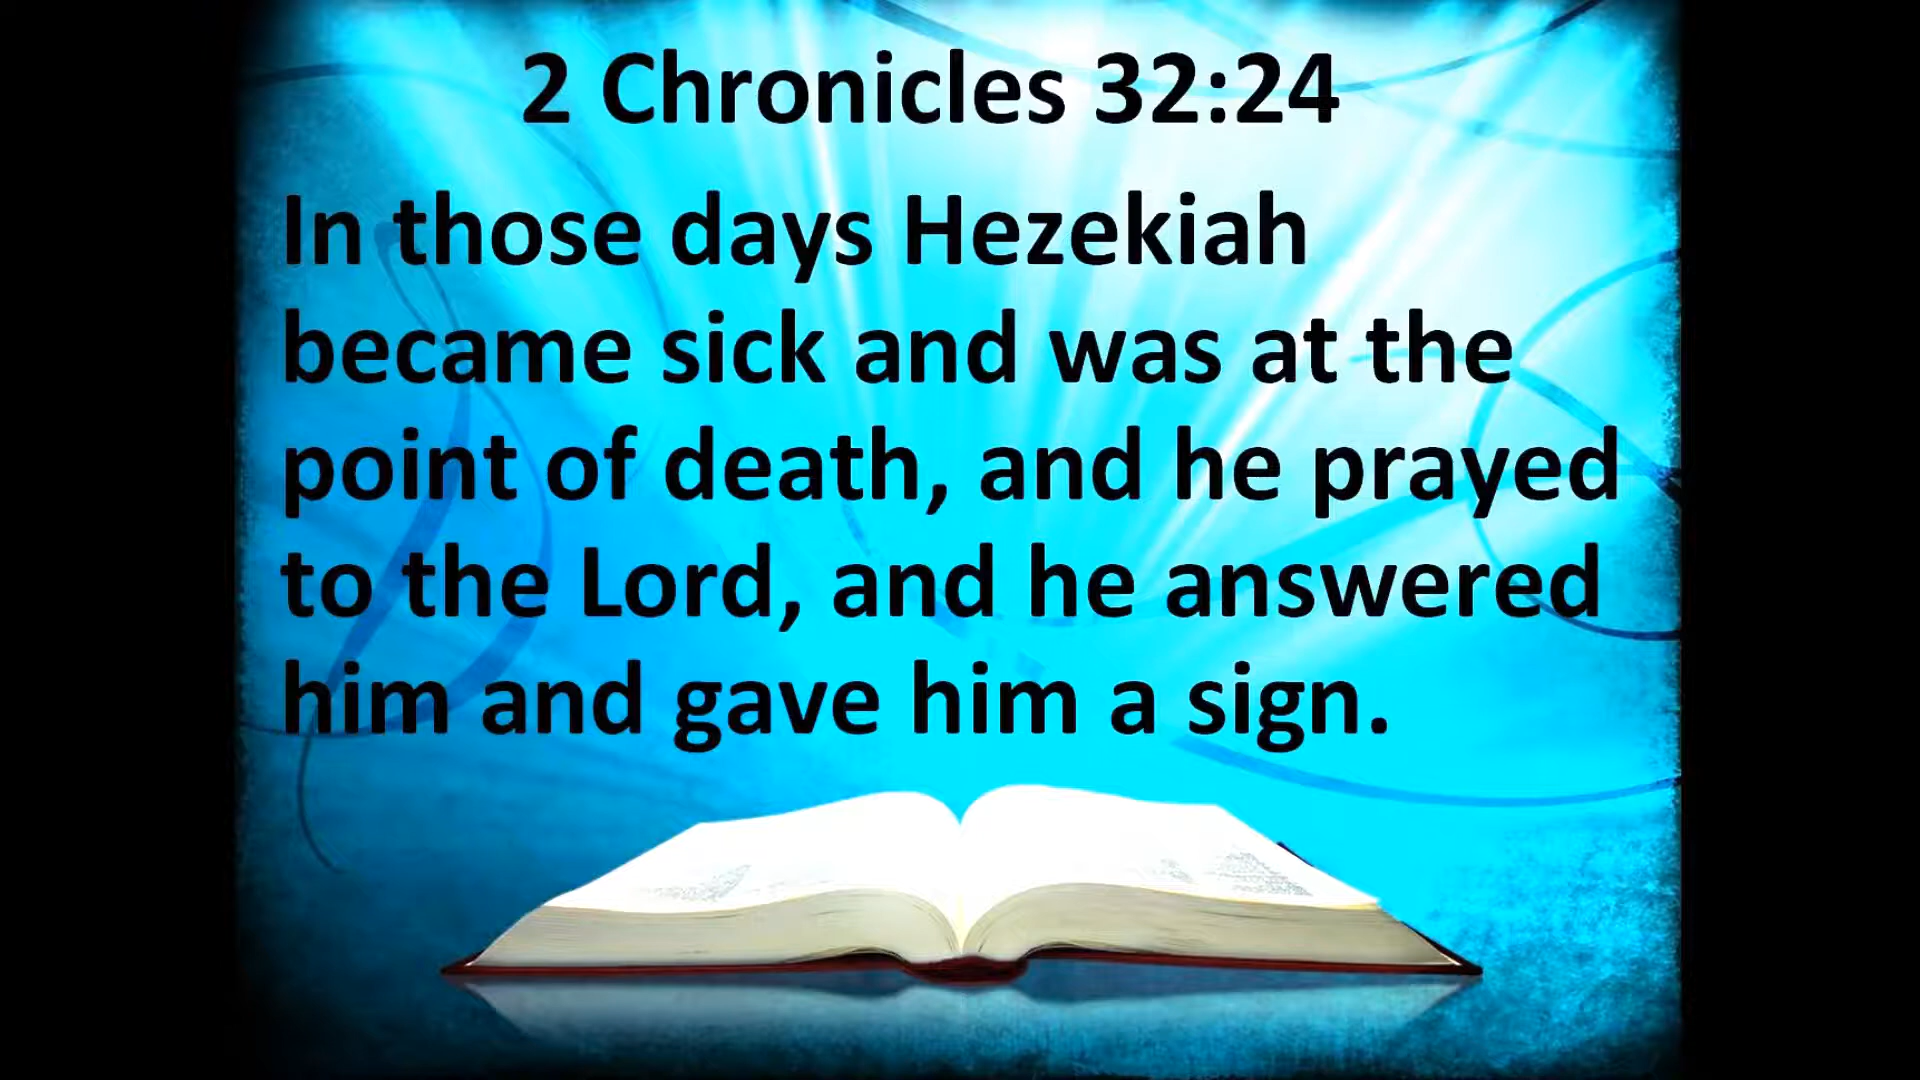 2 Chronicles 32:24
In those days Hezekiah
became sick and was at the
point of death, and he prayed
to the Lord, and he answered
him and gave him a sign.